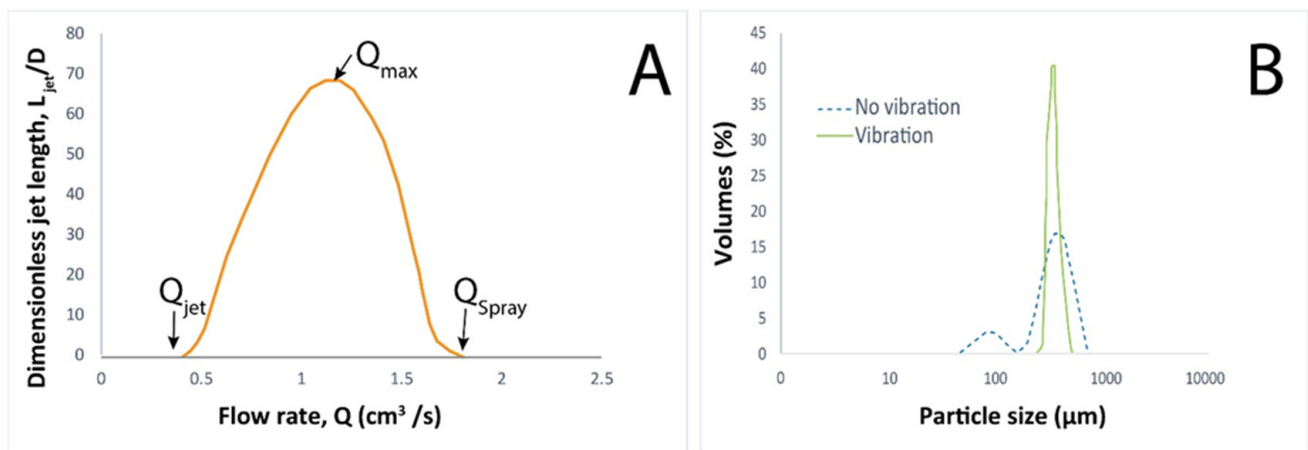 A
Dimensionless jet length, Ljet/D
80
70
60
50
40
30
20
10
0
Qmax
Qjet
QSpray
0 0.5 1 1.5 2 2.5
Flow rate, Q (cm³ /s)
B
Volumes (%)
45
40
35
30
25
20
15
10
5
0
No vibration
Vibration
0 10 100 1000 10000
Particle size (μm)